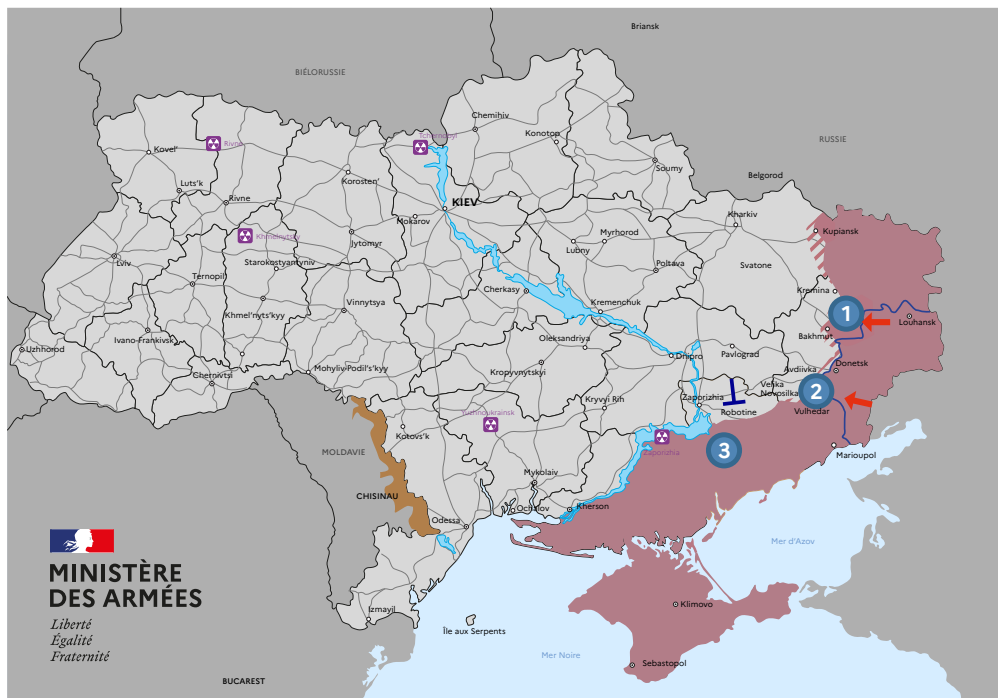 Briansk
BIÉLORUSSIE
Chernihiv
Tchernobyl
Konotop
RUSSIE
Kovel'
Rivne
Soumy
Belgorod
Luts'k
Korosten'
Rivne
KIEV
Kharkiv
Mokarov
Kupiansk
Khmelnytsky
Jytomyr
Myrhorod
Lubny
Lviv
Starokostyantyniv
Poltava
Svatone
Ternopil
Cherkasy
Kremina
Vinnytsya
Kremenchuk
Khmel'nyts'kyy
1
Louhansk
Ivano-Frankivsk
Oleksandriya
Bakhmut
Uzhhorod
Dnipro
Pavlograd
Mohyliv-Podil's'kyy
Kropyvnytskyi
Avdiivka
Donetsk
Chernivtsi
Velika
Novosilka
2
Kryvyi Rih
Zaporizhia
Robotine
Vulhedar
Yuzhnoukrainsk
Kotovs'k
MOLDAVIE
Zaporizhia
3
Marioupol
Mykolaiv
CHISINAU
Ochakov
Kherson
Odessa
Mer d'Azov
MINISTÈRE
DES ARMÉES
Liberté
Égalité
Fraternité
Izmayil
Klimovo
Île aux Serpents
Mer Noire
Sebastopol
BUCAREST